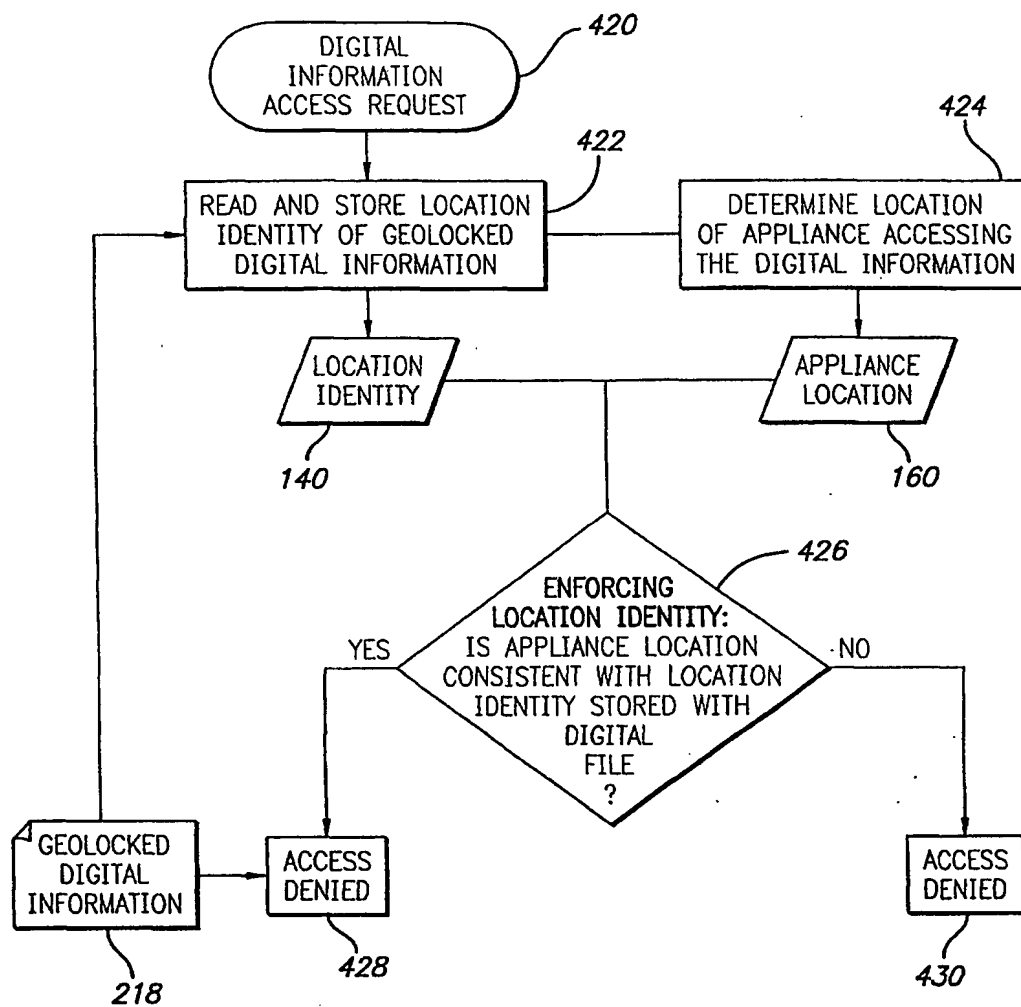 DIGITAL
INFORMATION
ACCESS REQUEST
420
READ AND STORE LOCATION
IDENTITY OF GEOLOCKED
DIGITAL INFORMATION
422
DETERMINE LOCATION
OF APPLIANCE ACCESSING
THE DIGITAL INFORMATION
424
LOCATION
IDENTITY
140
APPLIANCE
LOCATION
160
ENFORCING
LOCATION IDENTITY:
IS APPLIANCE LOCATION
CONSISTENT WITH LOCATION
IDENTITY STORED WITH
DIGITAL
FILE
?
426
YES
NO
GEOLOCKED
DIGITAL
INFORMATION
218
ACCESS
DENIED
428
ACCESS
DENIED
430